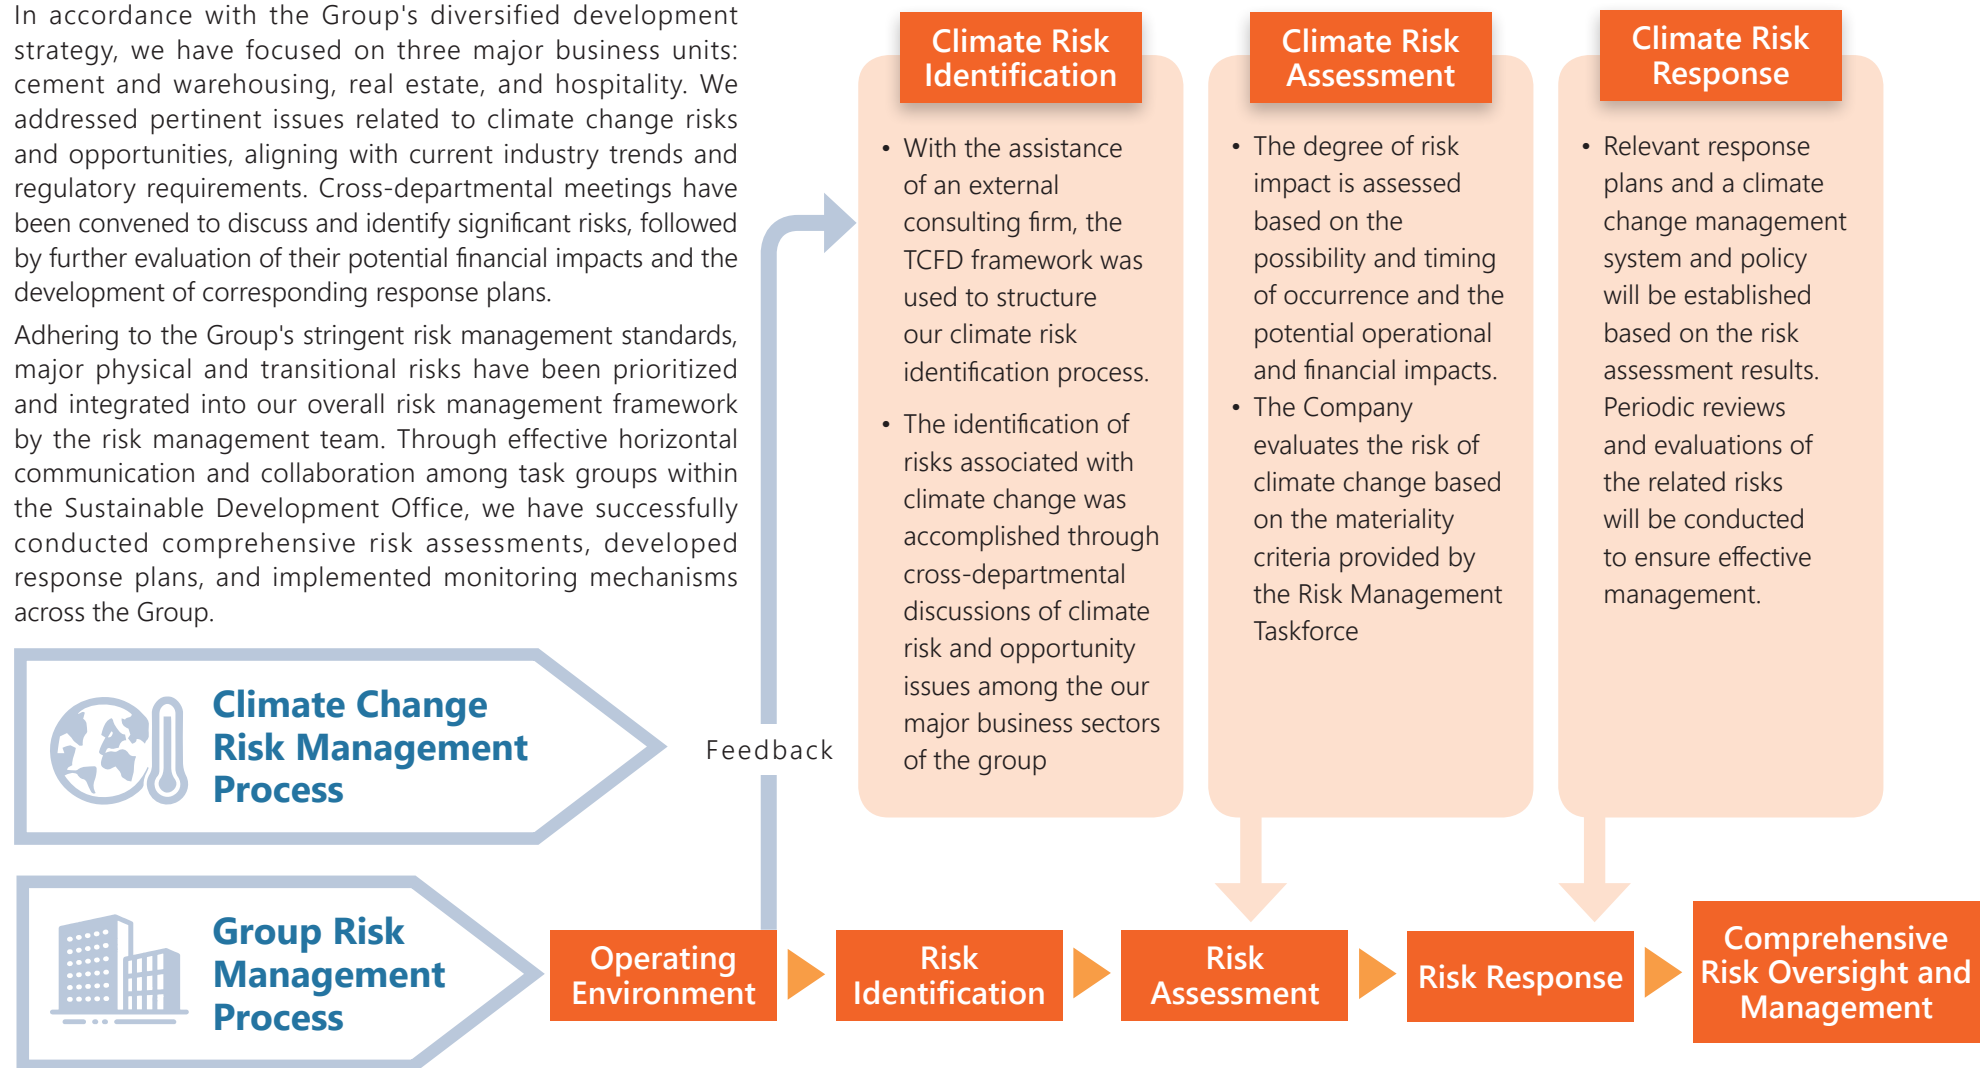 In accordance with the Group's diversified development
strategy, we have focused on three major business units:
cement and warehousing, real estate, and hospitality. We
addressed pertinent issues related to climate change risks
and opportunities, aligning with current industry trends and
regulatory requirements. Cross-departmental meetings have
been convened to discuss and identify significant risks, followed
by further evaluation of their potential financial impacts and the
development of corresponding response plans.
Adhering to the Group's stringent risk management standards,
major physical and transitional risks have been prioritized
and integrated into our overall risk management framework
by the risk management team. Through effective horizontal
communication and collaboration among task groups within
the Sustainable Development Office, we have successfully
conducted comprehensive risk assessments, developed
response plans, and implemented monitoring mechanisms
across the Group.
Climate Change
Risk Management
Process
Feedback
Climate Risk
Identification
• With the assistance
of an external
consulting firm, the
TCFD framework was
used to structure
our climate risk
identification process.
• The identification of
risks associated with
climate change was
accomplished through
cross-departmental
discussions of climate
risk and opportunity
issues among the our
major business sectors
of the group
Climate Risk
Assessment
• The degree of risk
impact is assessed
based on the
possibility and timing
of occurrence and the
potential operational
and financial impacts.
• The Company
evaluates the risk of
climate change based
on the materiality
criteria provided by
the Risk Management
Taskforce
Climate Risk
Response
• Relevant response
plans and a climate
change management
system and policy
will be established
based on the risk
assessment results.
Periodic reviews
and evaluations of
the related risks
will be conducted
to ensure effective
management.
Group Risk
Management
Process
Operating
Environment
Risk
Identification
Risk
Assessment
Risk Response
Comprehensive
Risk Oversight and
Management